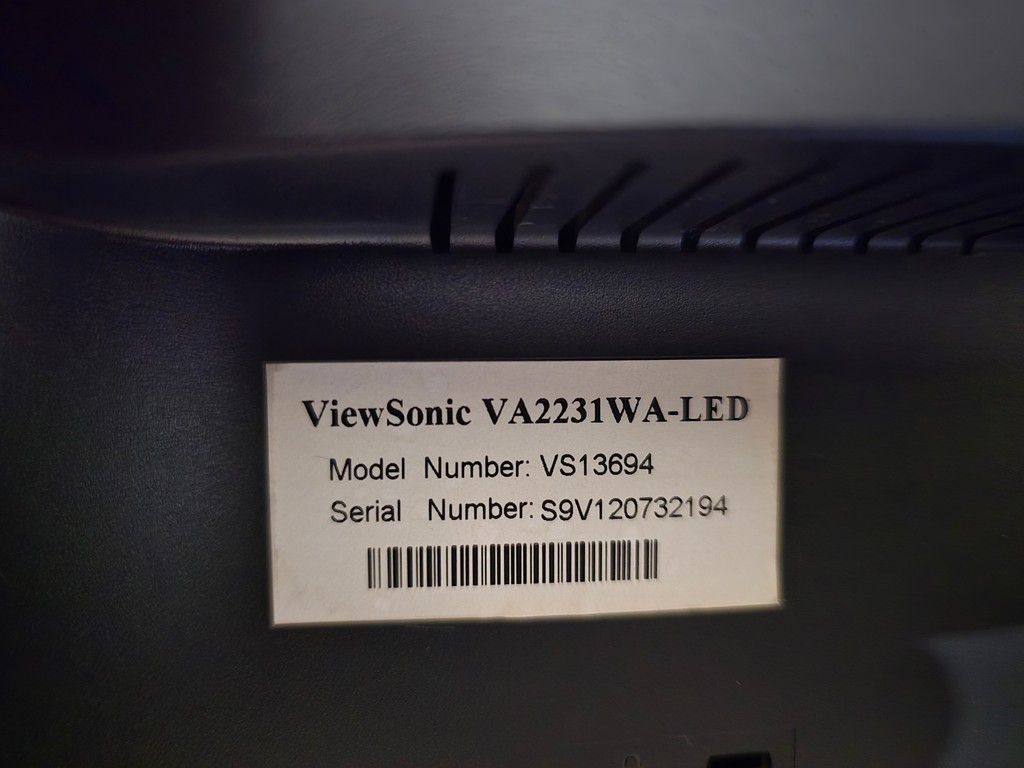 ViewSonic VA2231WA-LED
Model Number: VS13694
Serial Number: S9V120732194